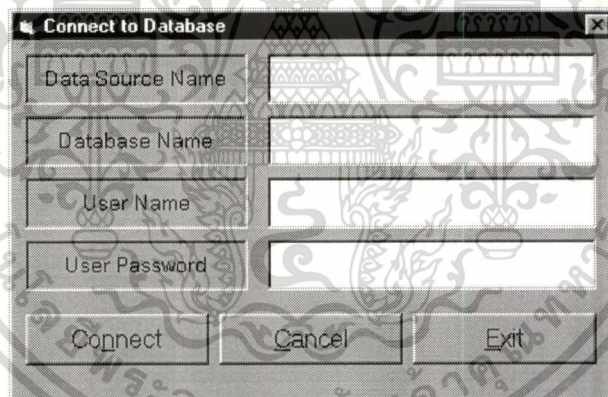 Connect to Database
Data Source Name
Database Name
User Name
User Password
Connect Cancel Exit